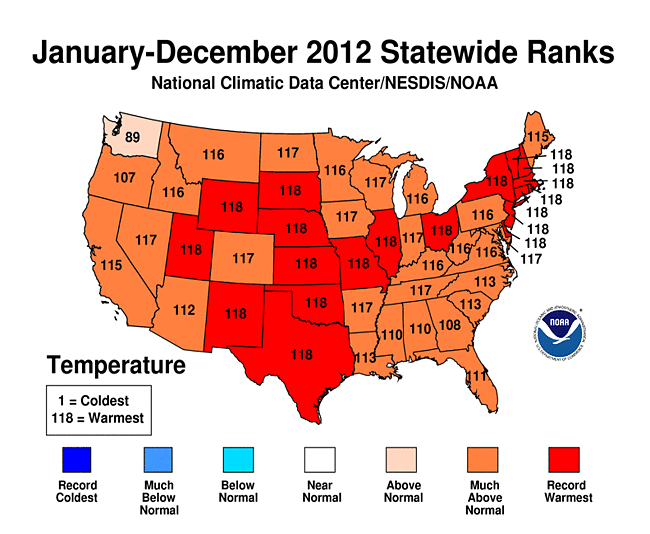 January-December 2012 Statewide Ranks
National Climatic Data Center/NESDIS/NOAA
89
115
116
117
116
118
107
117
118
116
118
118
118
116
116
118
118
117
116
118
118
118
118
117
118
118
117
118
116
116
117
115
118
117
118
118
116
113
117
112
118
118
117
113
118
110
110
108
113
111
NOAA
Temperature
1 = Coldest
118 = Warmest
Record
Coldest
Much
Below
Normal
Below
Normal
Near
Normal
Above
Normal
Much
Above
Normal
Record
Warmest